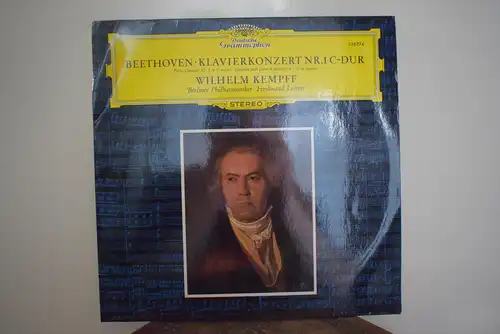 Deutsche
Grammophon
BEETHOVEN · KLAVIERKONZERT NR.1 C-DUR
WILHELM KEMPFF
Berliner Philharmoniker · Ferdinand Leitner
STEREO